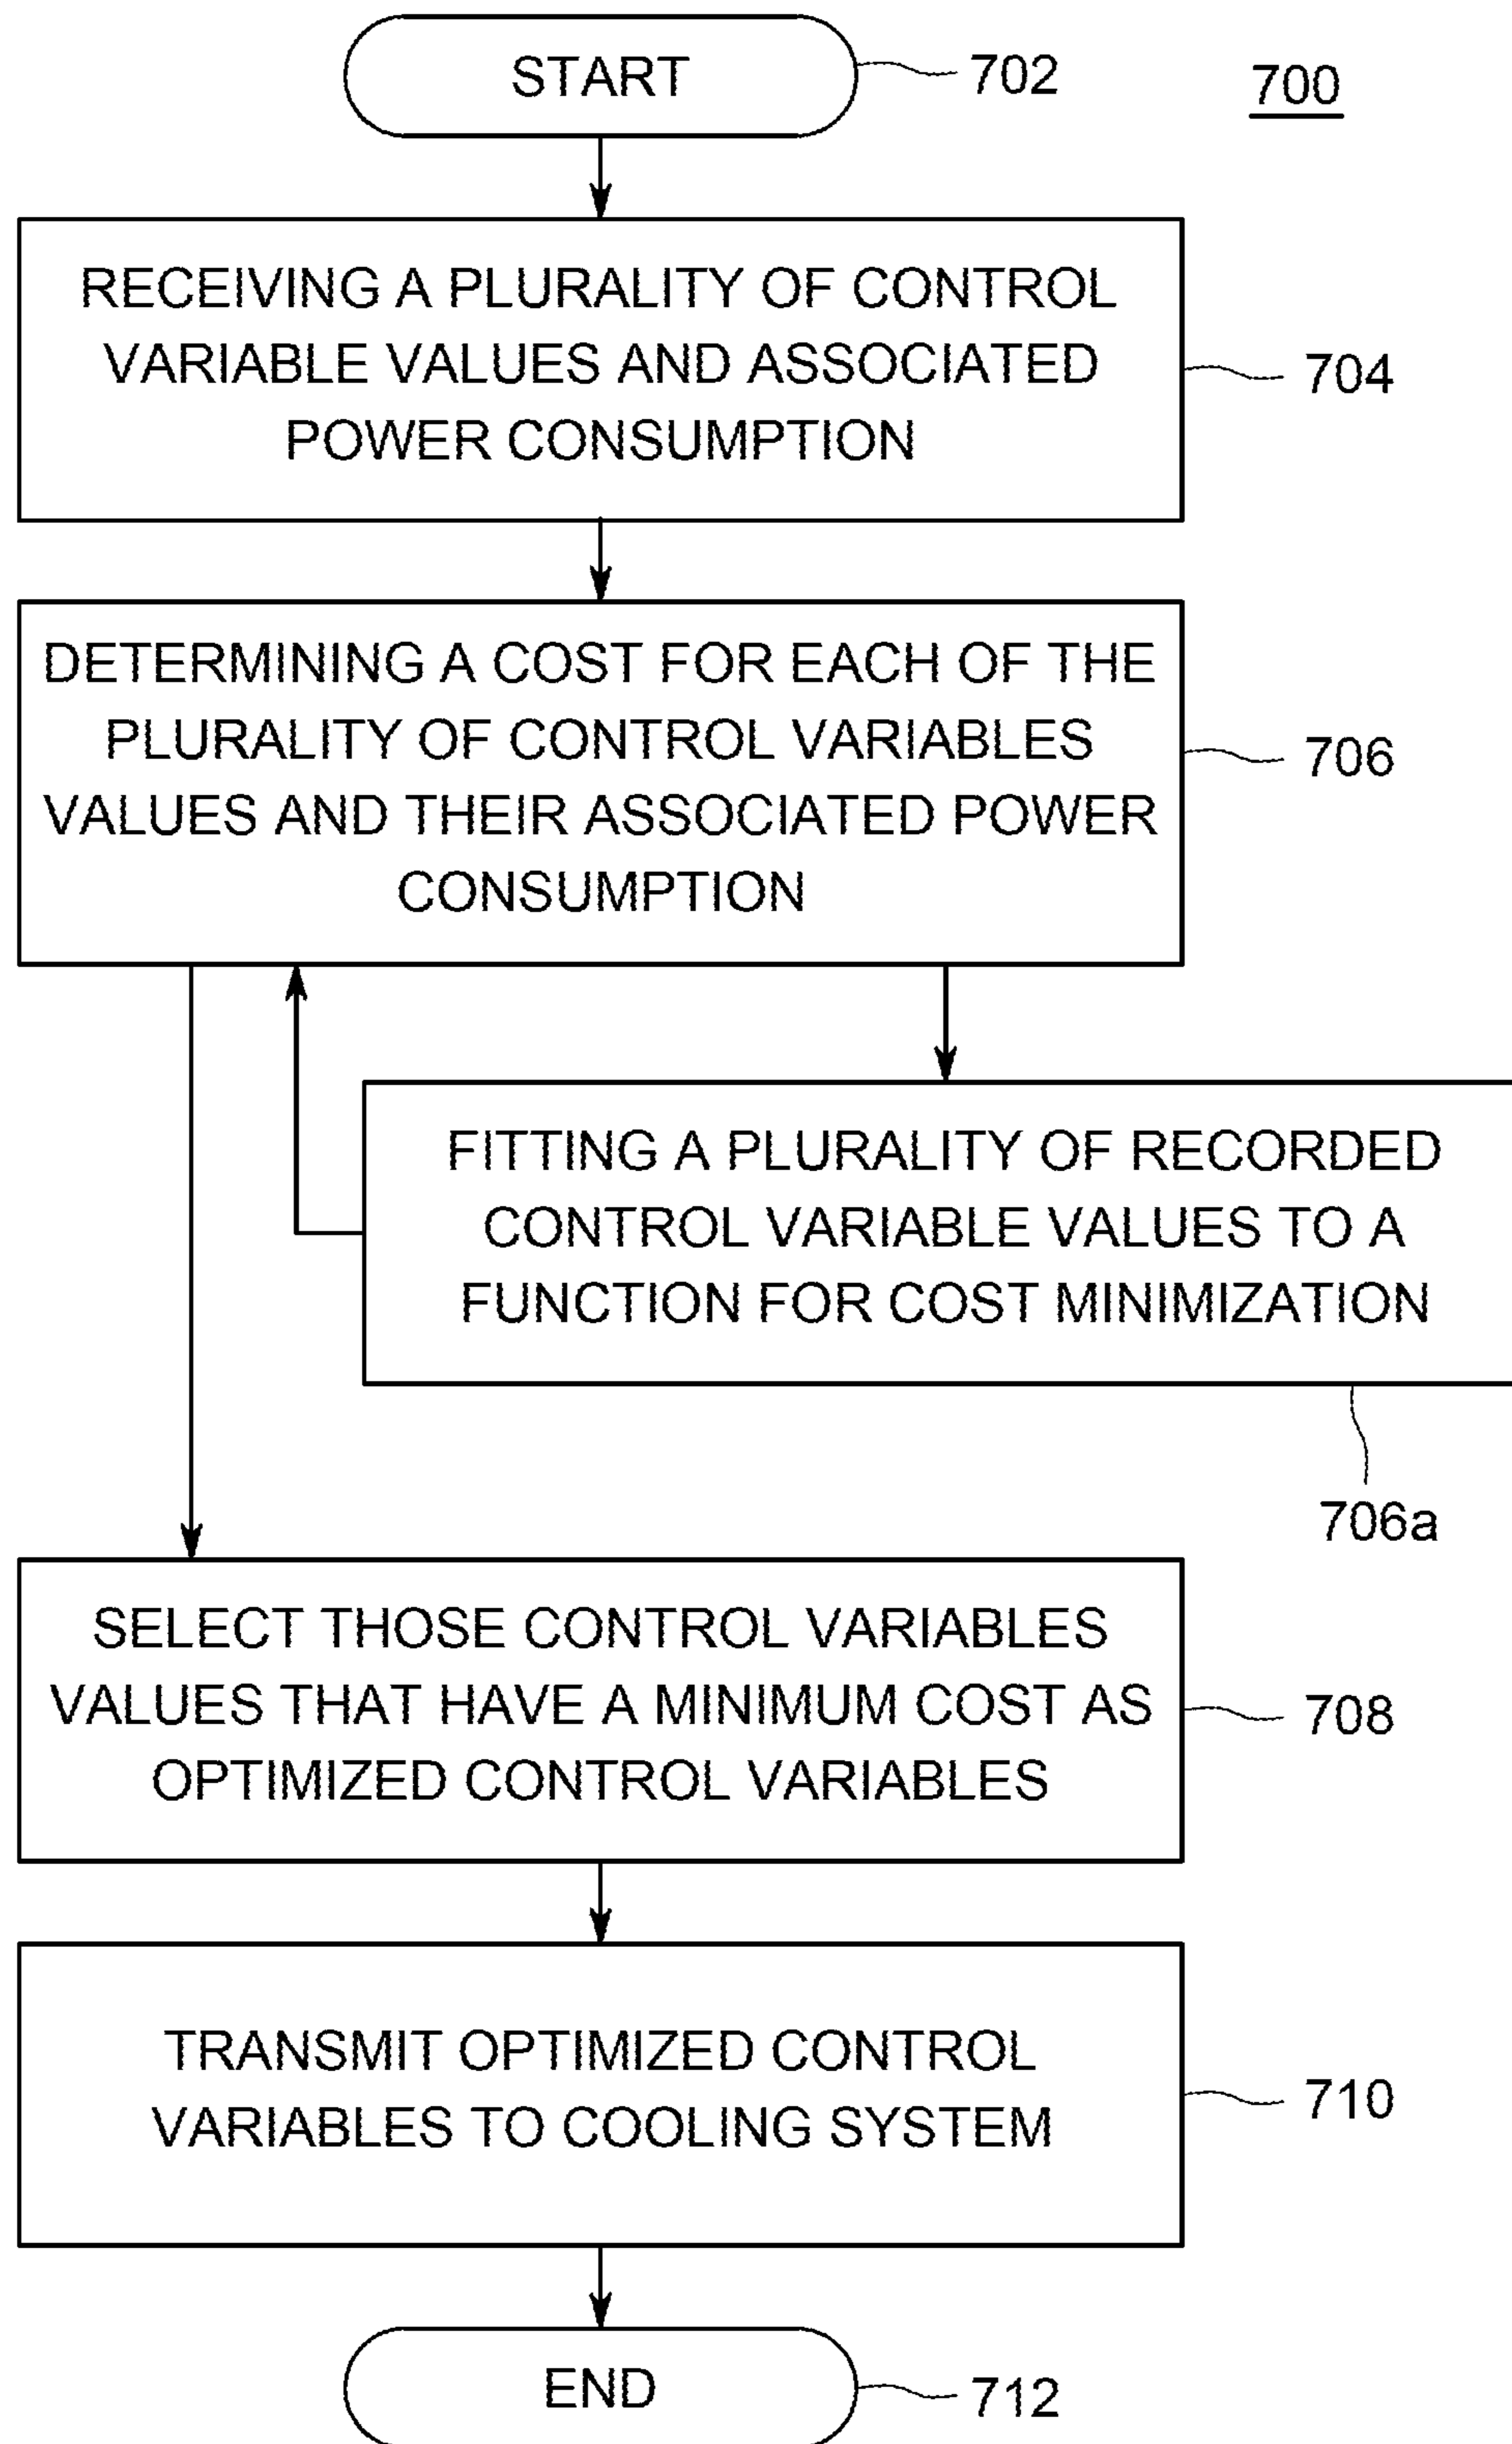 START
702
700
RECEIVING A PLURALITY OF CONTROL
VARIABLE VALUES AND ASSOCIATED
POWER CONSUMPTION
704
DETERMINING A COST FOR EACH OF THE
PLURALITY OF CONTROL VARIABLES
VALUES AND THEIR ASSOCIATED POWER
CONSUMPTION
706
FITTING A PLURALITY OF RECORDED
CONTROL VARIABLE VALUES TO A
FUNCTION FOR COST MINIMIZATION
706a
SELECT THOSE CONTROL VARIABLES
VALUES THAT HAVE A MINIMUM COST AS
OPTIMIZED CONTROL VARIABLES
708
TRANSMIT OPTIMIZED CONTROL
VARIABLES TO COOLING SYSTEM
710
END
712